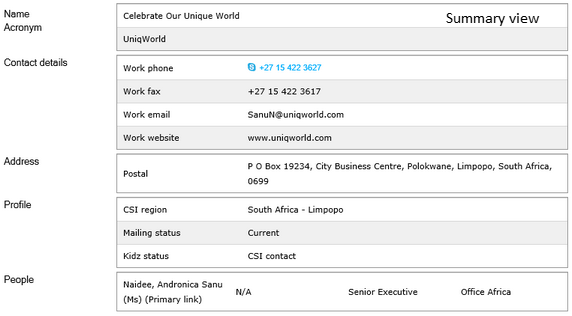 Name Celebrate Our Unique World Summary view
Acronym UniqWorld
Contact details Work phone +27 15 422 3627
Work fax +27 15 422 3617
Work email SanuN@uniqworld.com
Work website www.uniqworld.com
Address Postal P O Box 19234, City Business Centre, Polokwane, Limpopo, South Africa,
0699
Profile CSI region South Africa - Limpopo
Mailing status Current
Kidz status CSI contact
People Naidee, Andronica Sanu
(Ms) (Primary link) N/A Senior Executive Office Africa